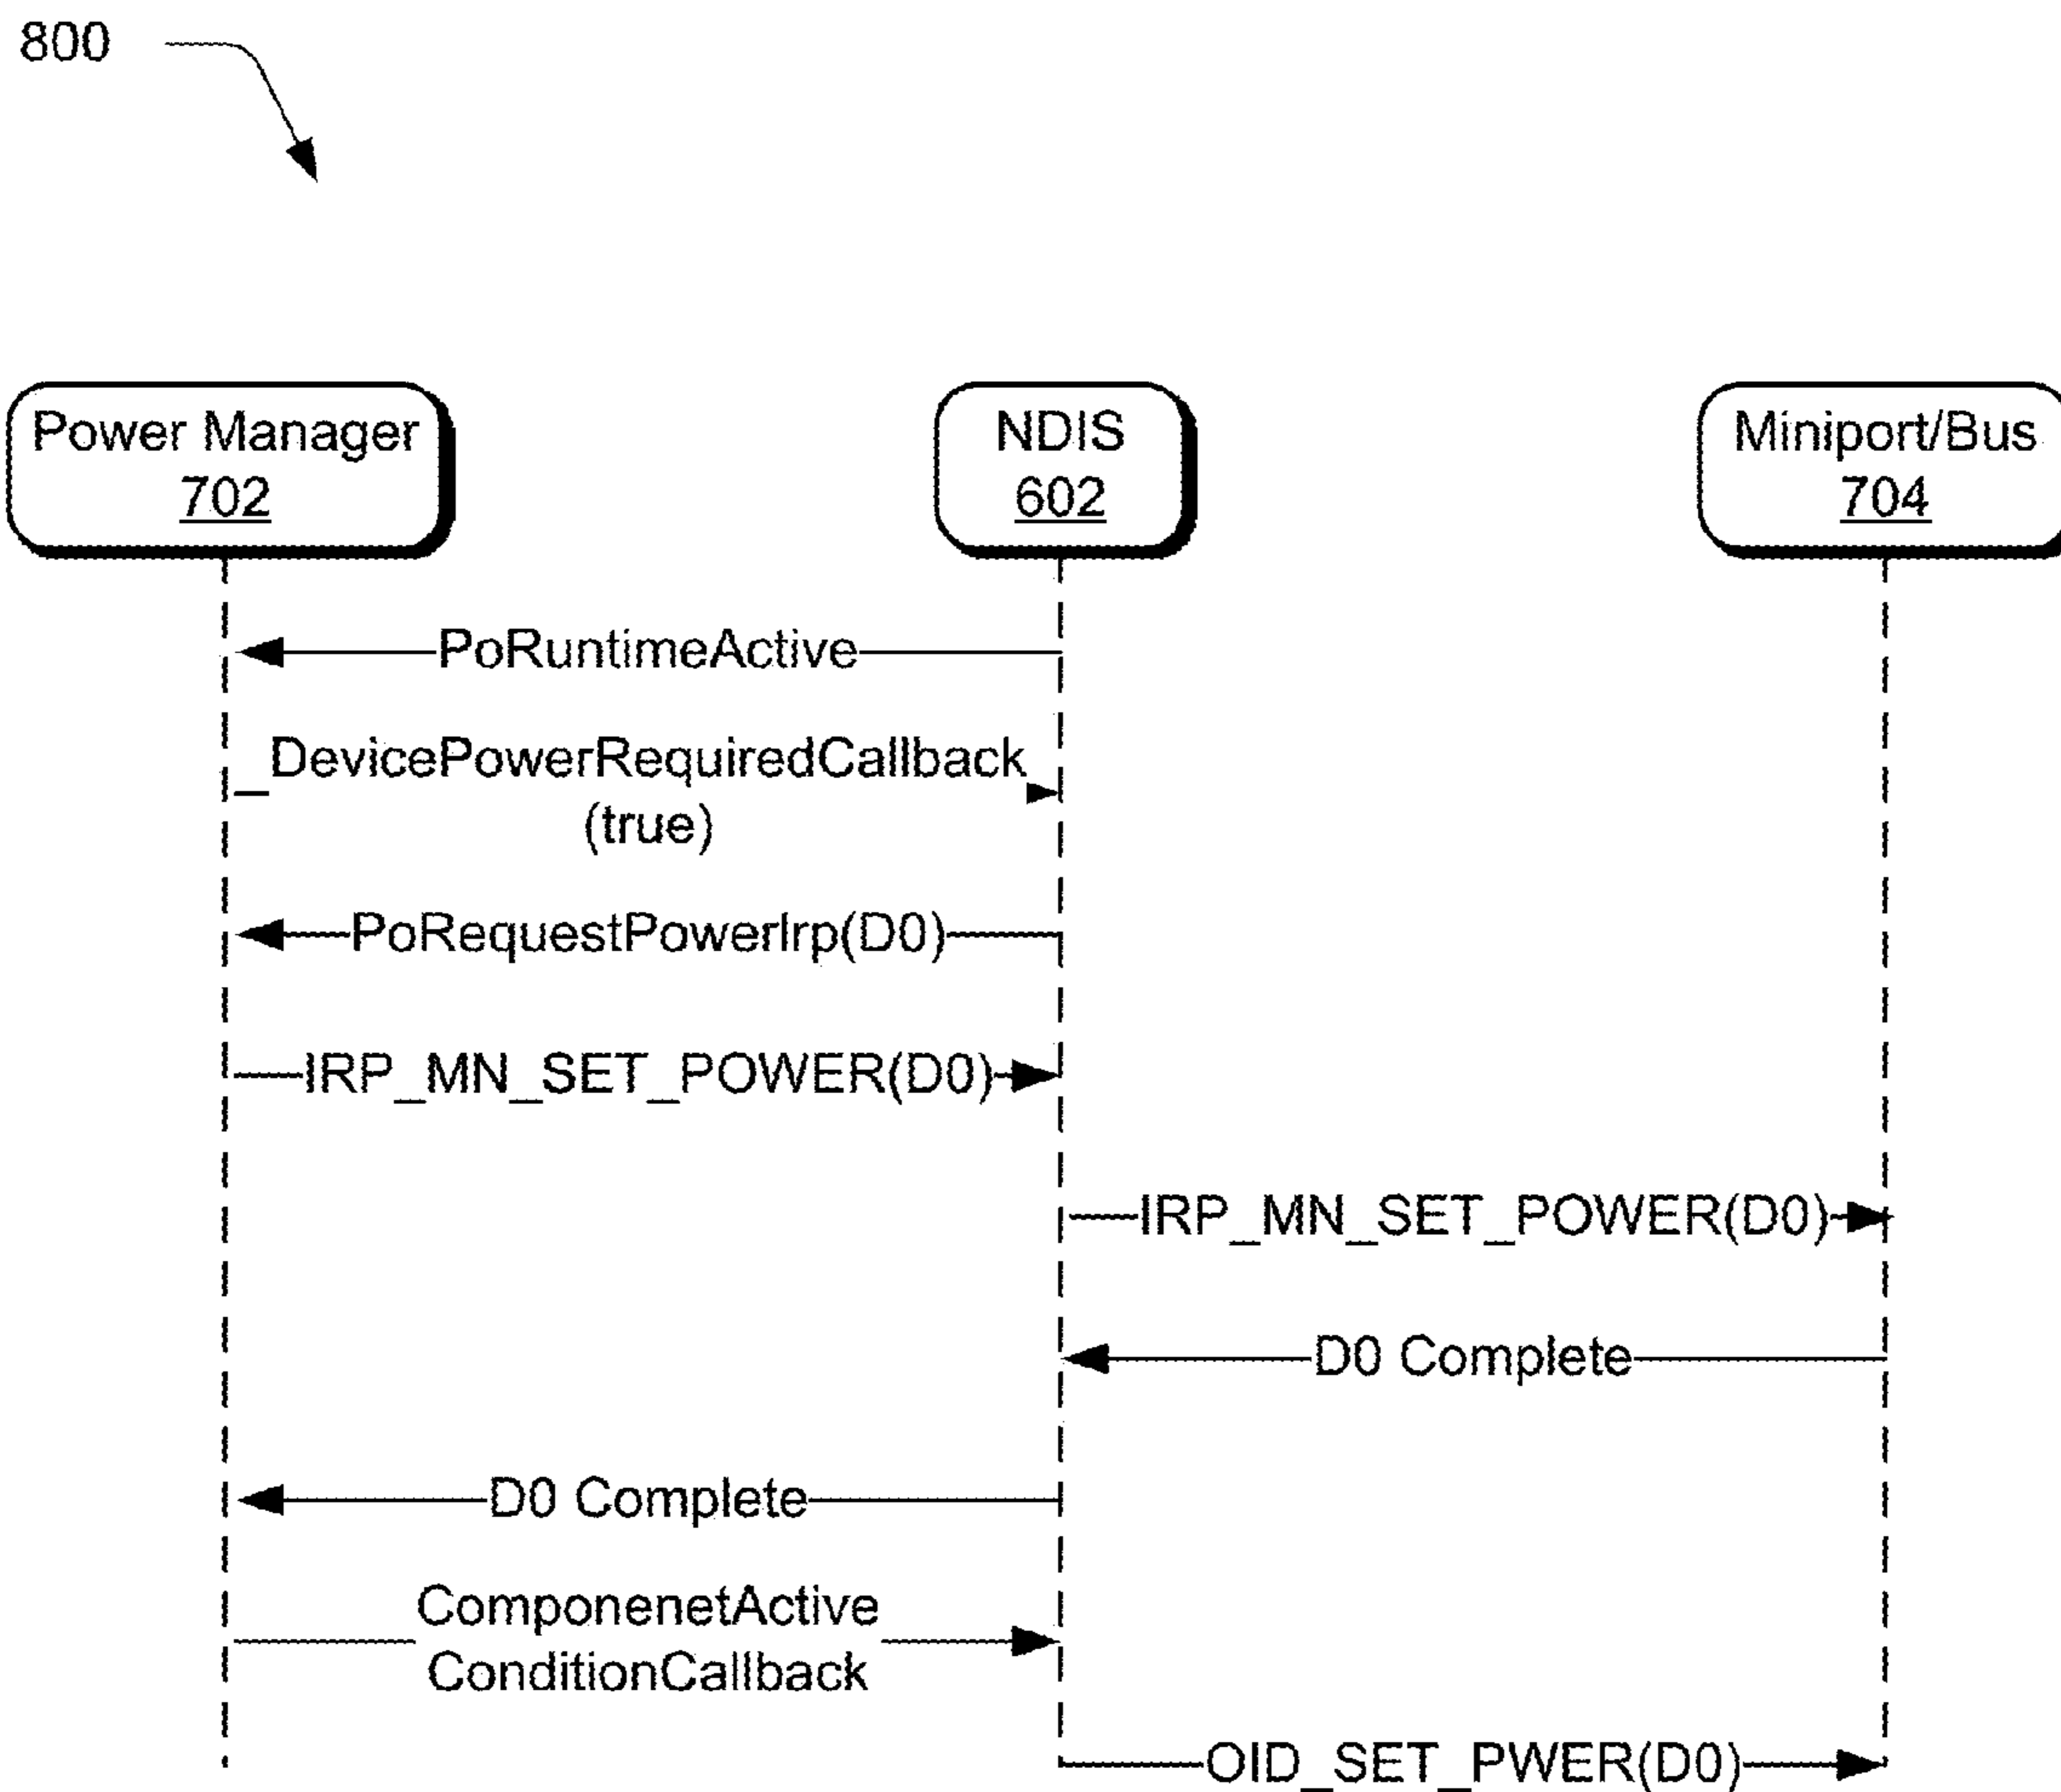 800
Power Manager
702
NDIS
602
Miniport/Bus
704
PoRuntimeActive
DevicePowerRequiredCallback
(true)
PoRequestPowerIrp(D0)
IRP_MN_SET_POWER(D0)
IRP_MN_SET_POWER(D0)
D0 Complete
D0 Complete
ComponenetActive
ConditionCallback
OID_SET_PWER(D0)